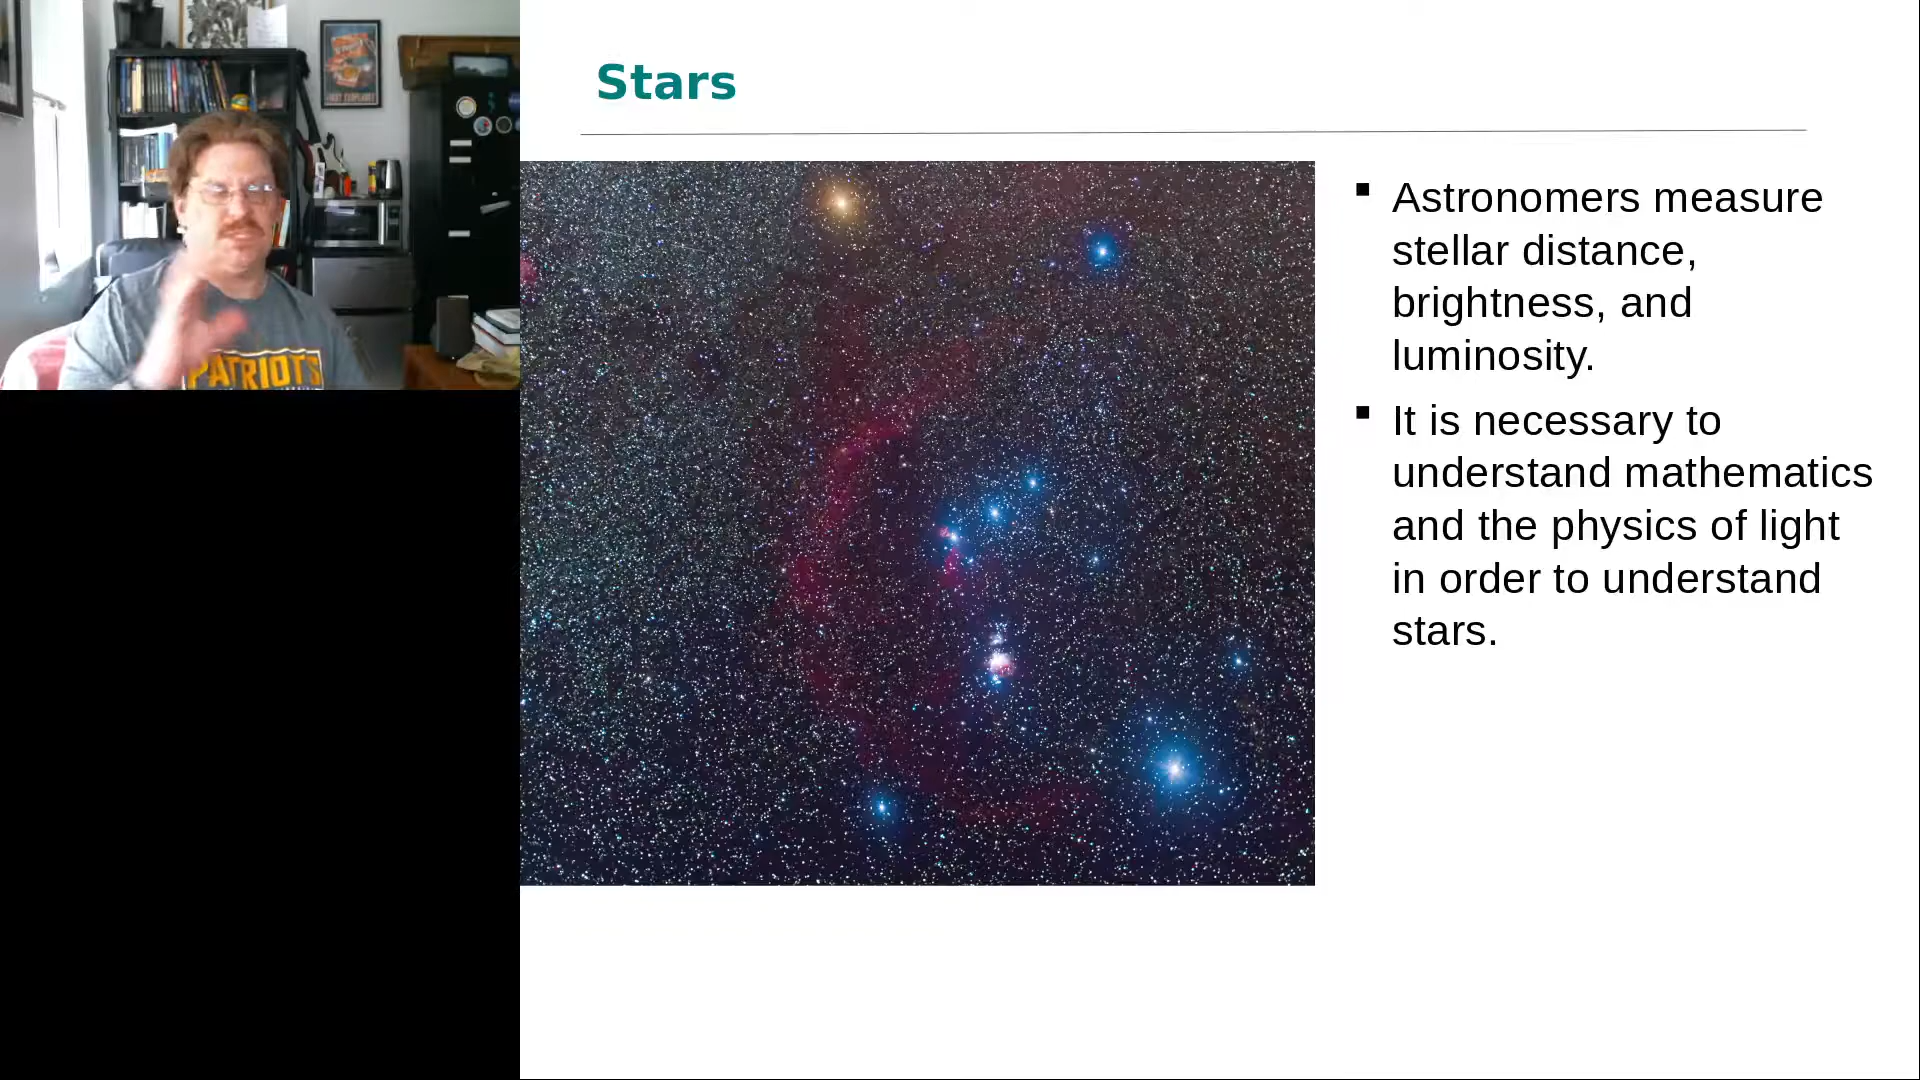 Stars
▪ Astronomers measure
stellar distance,
brightness, and
luminosity.
▪ It is necessary to
understand mathematics
and the physics of light
in order to understand
stars.
PATRIOTS